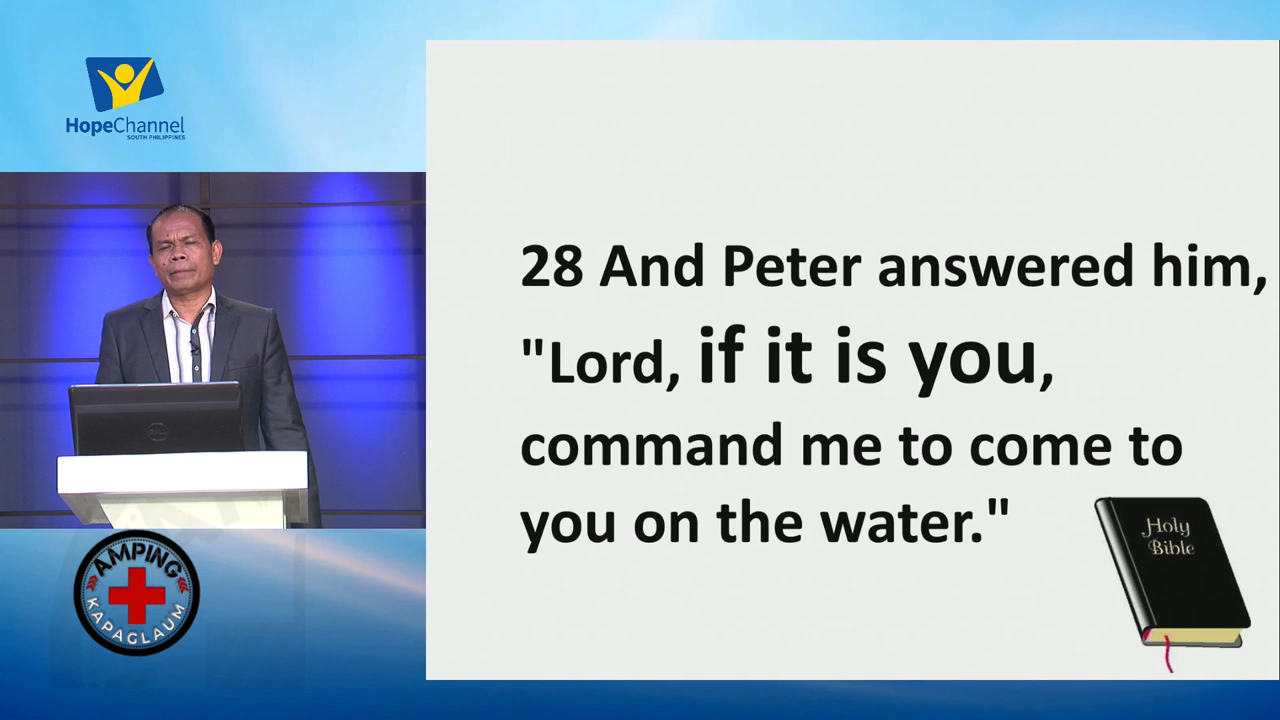 HopeChannel
SOUTH PHILIPPINES
28 And Peter answered him,
"Lord, if it is you,
command me to come to
you on the water."
Holy
Bible
DELL
AMPING
KAPAGLAUM